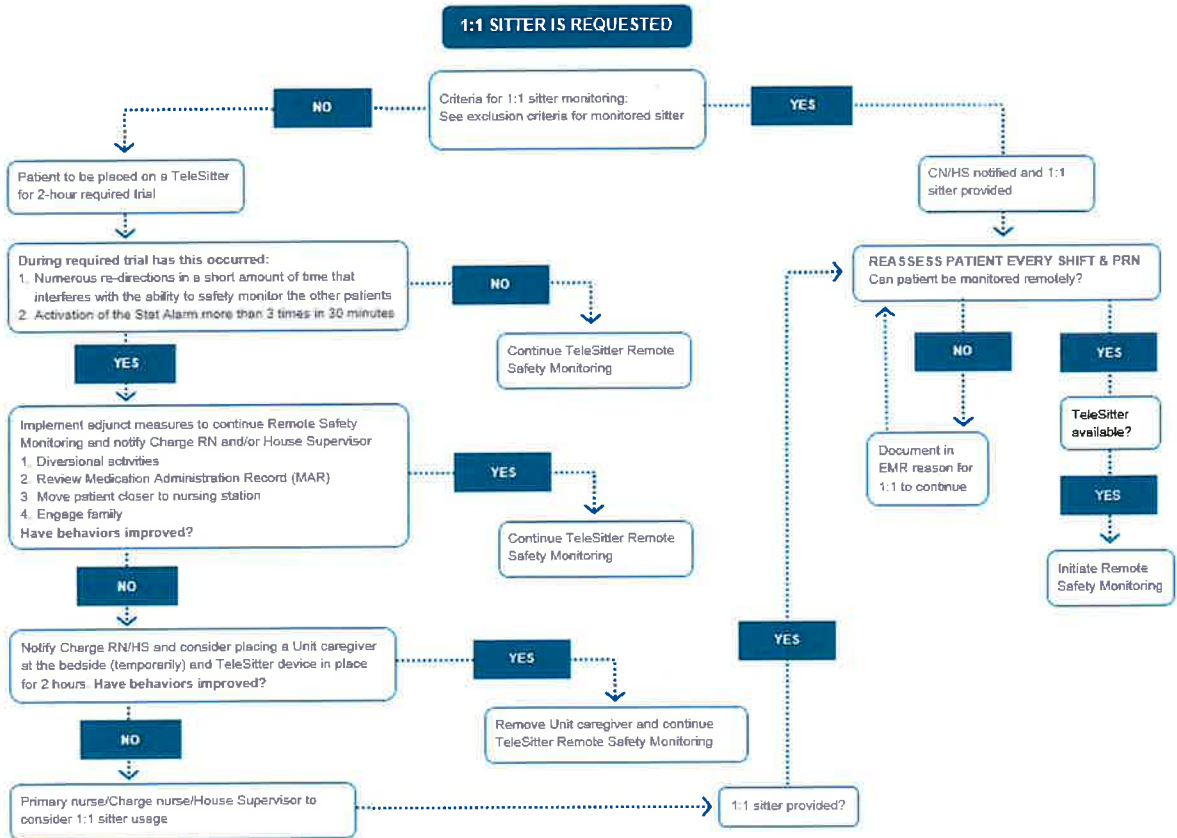 1:1 SITTER IS REQUESTED
NO
Criteria for 1:1 sitter monitoring:
See exclusion criteria for monitored sitter
YES
Patient to be placed on a TeleSitter
for 2-hour required trial
CN/HS notified and 1:1
sitter provided
During required trial has this occurred:
1. Numerous re-directions in a short amount of time that
interferes with the ability to safety monitor the other patients
2. Activation of the Stat Alarm more than 3 times in 30 minutes
NO
REASSESS PATIENT EVERY SHIFT & PRN
Can patient be monitored remotely?
YES
Continue TeleSitter Remote
Safety Monitoring
NO
YES
Implement adjunct measures to continue Remote Safety
Monitoring and notify Charge RN and/or House Supervisor
1. Diversional activities
2. Review Medication Administration Record (MAR)
3 Move patient closer to nursing station
4. Engage family
Have behaviors improved?
YES
Continue TeleSitter Remote
Safety Monitoring
Document in
EMR reason for
1:1 to continue
TeleSitter
available?
YES
Initiate Remote
Safety Monitoring
NO
Notify Charge RN/HS and consider placing a Unit caregiver
at the bedside (temporarily) and TeleSitter device in place
for 2 hours. Have behaviors improved?
YES
Remove Unit caregiver and continue
TeleSitter Remote Safety Monitoring
YES
NO
Primary nurse/Charge nurse/House Supervisor to
consider 1:1 sitter usage
1:1 sitter provided?